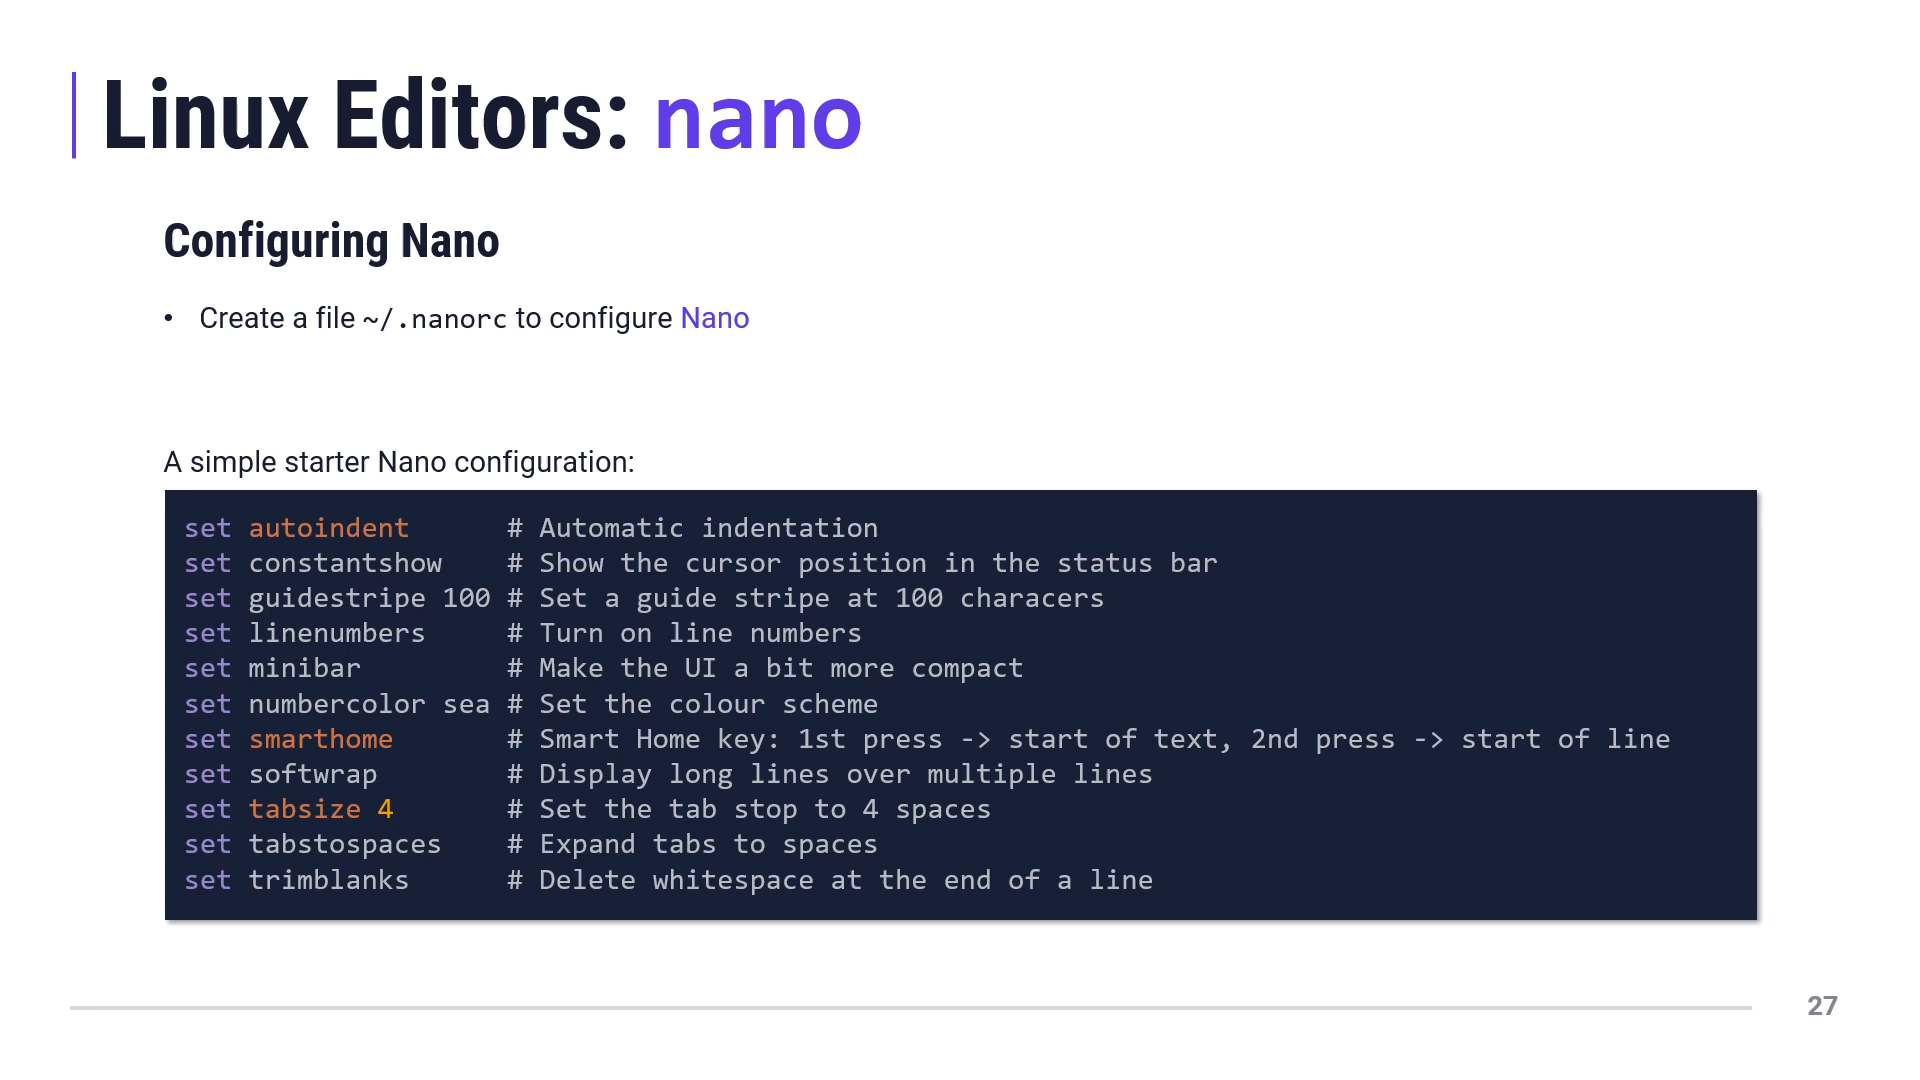 Linux Editors: nano
Configuring Nano
• Create a file ~/.nanorc to configure Nano
A simple starter Nano configuration:
set autoindent      # Automatic indentation
set constantshow    # Show the cursor position in the status bar
set guidestripe 100 # Set a guide stripe at 100 characers
set linenumbers     # Turn on line numbers
set minibar         # Make the UI a bit more compact
set numbercolor sea # Set the colour scheme
set smarthome       # Smart Home key: 1st press -> start of text, 2nd press -> start of line
set softwrap        # Display long lines over multiple lines
set tabsize 4       # Set the tab stop to 4 spaces
set tabstospaces    # Expand tabs to spaces
set trimblanks      # Delete whitespace at the end of a line
27